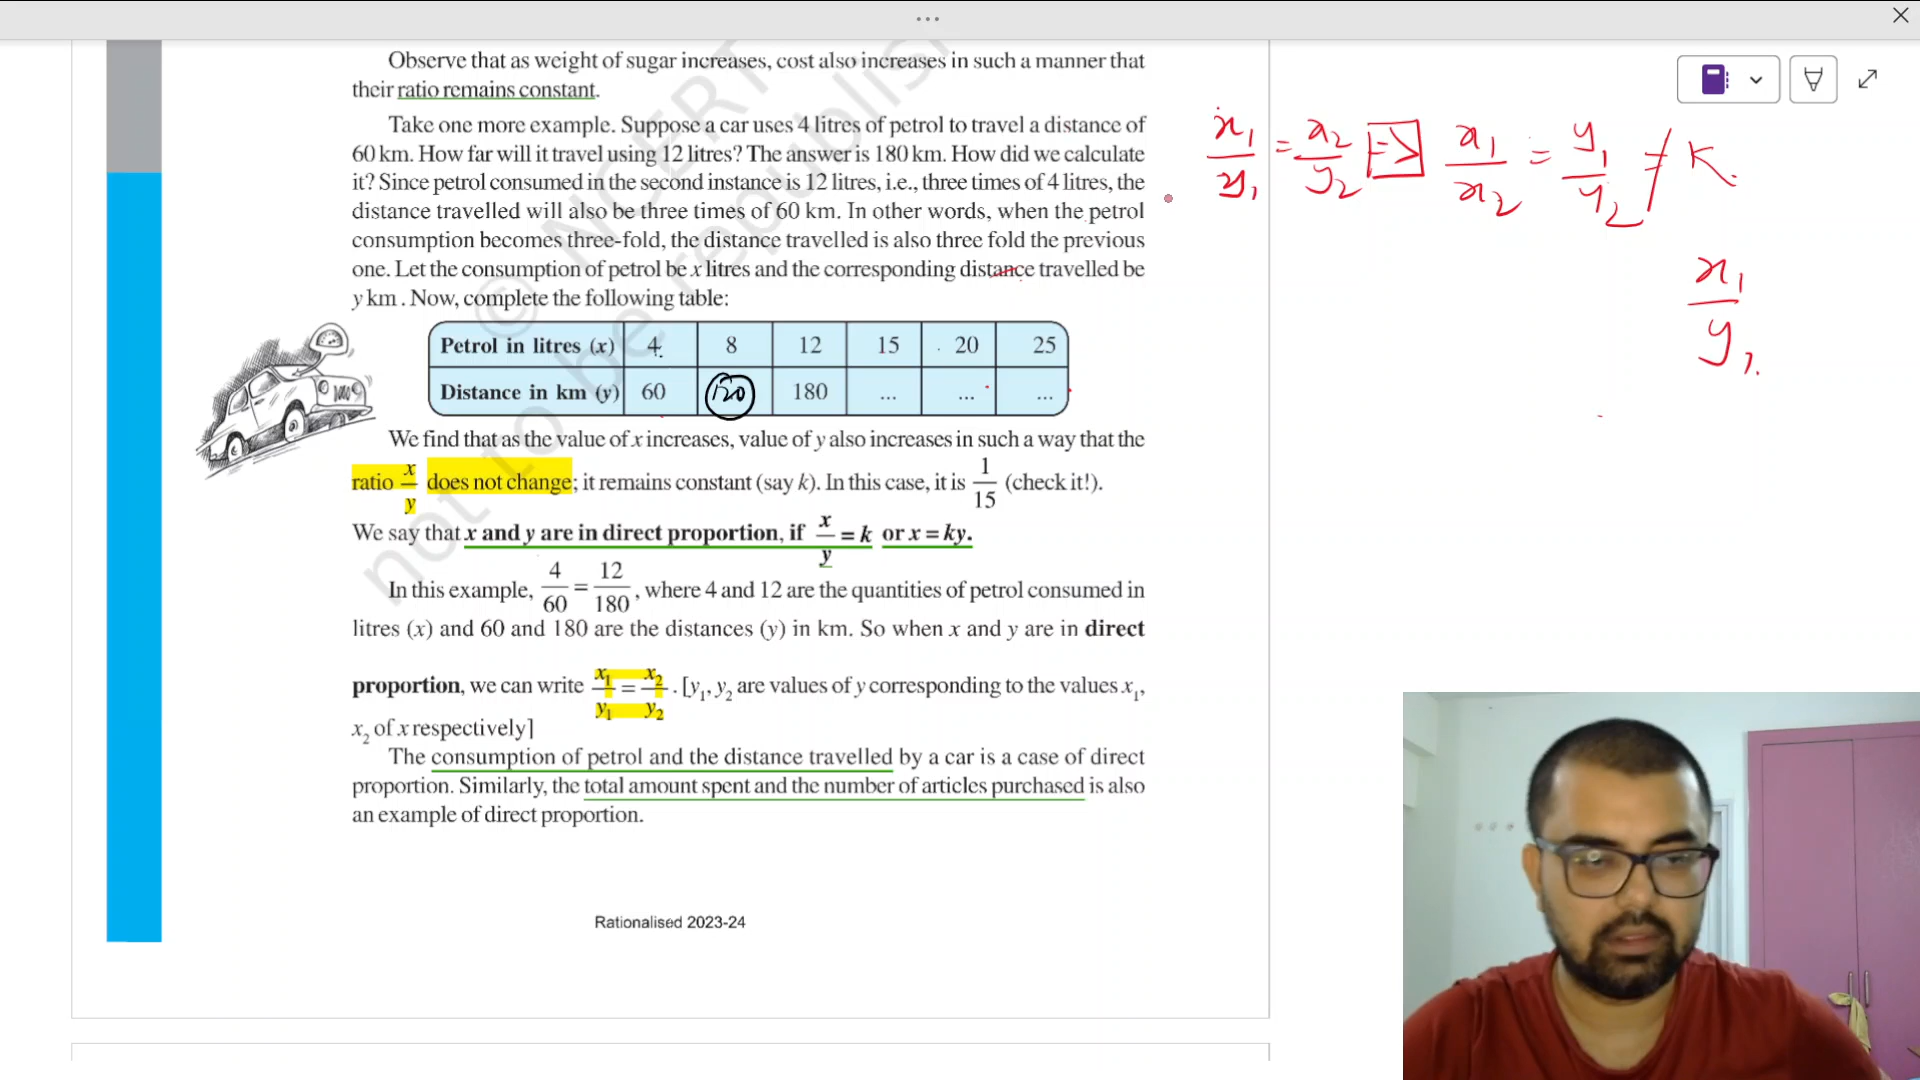 Observe that as weight of sugar increases, cost also increases in such a manner that
their ratio remains constant.
Take one more example. Suppose a car uses 4 litres of petrol to travel a distance of
60 km. How far will it travel using 12 litres? The answer is 180 km. How did we calculate
it? Since petrol consumed in the second instance is 12 litres, i.e., three times of 4 litres, the
distance travelled will also be three times of 60 km. In other words, when the petrol
consumption becomes three-fold, the distance travelled is also three fold the previous
one. Let the consumption of petrol be x litres and the corresponding distance travelled be
y km . Now, complete the following table:
Petrol in litres (x) 4 8 12 15 20 25
Distance in km (y) 60 120 180 ... ... ...
We find that as the value of x increases, value of y also increases in such a way that the
ratio x/y does not change; it remains constant (say k). In this case, it is 1/15 (check it!).
We say that x and y are in direct proportion, if x/y = k or x = ky.
In this example, 4/60 = 12/180, where 4 and 12 are the quantities of petrol consumed in
litres (x) and 60 and 180 are the distances (y) in km. So when x and y are in direct
proportion, we can write x₁/y₁ = x₂/y₂. [y₁, y₂ are values of y corresponding to the values x₁,
x₂ of x respectively]
The consumption of petrol and the distance travelled by a car is a case of direct
proportion. Similarly, the total amount spent and the number of articles purchased is also
an example of direct proportion.
Rationalised 2023-24
© NCERT
not to be republis
x₁/y₁ = x₂/y₂ => x₁/x₂ = y₁/y₂ ≠ K.
x₁/y₁.